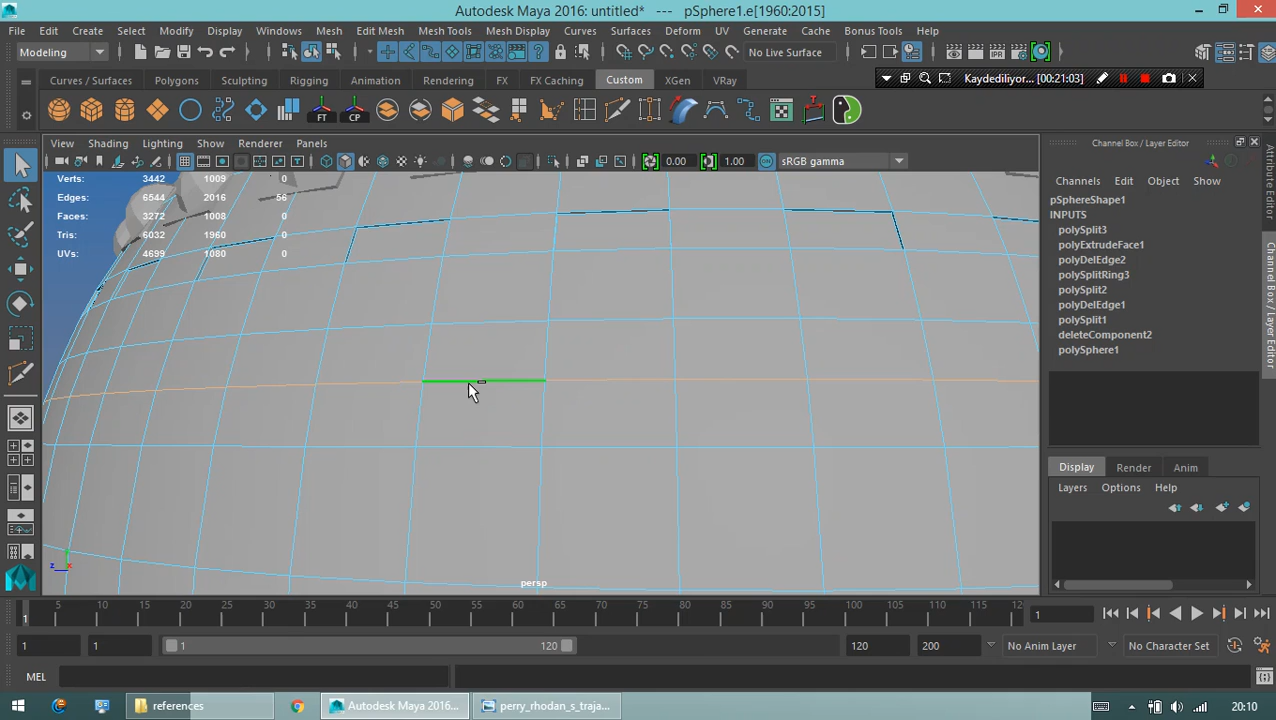 Autodesk Maya 2016: untitled*   ---   pSphere1.e[1960:2015]
File Edit Create Select Modify Display Windows Mesh Edit Mesh Mesh Tools Mesh Display Curves Surfaces Deform UV Generate Cache Bonus Tools Help
Modeling No Live Surface
Curves / Surfaces Polygons Sculpting Rigging Animation Rendering FX FX Caching Custom XGen VRay Kaydediliyor... [00:21:03]
FT CP
View Shading Lighting Show Renderer Panels Channel Box / Layer Editor
0.00 1.00 sRGB gamma
Verts: 3442 1009 0
Edges: 6544 2016 56
Faces: 3272 1008 0
Tris: 6032 1960 0
UVs: 4699 1080 0
Channels Edit Object Show
pSphereShape1
INPUTS
polySplit3
polyExtrudeFace1
polyDelEdge2
polySplitRing3
polySplit2
polyDelEdge1
polySplit1
deleteComponent2
polySphere1
Attribute Editor
Channel Box / Layer Editor
Display Render Anim
Layers Options Help
z x
persp
1 5 10 15 20 25 30 35 40 45 50 55 60 65 70 75 80 85 90 95 100 105 110 115 12 1
1 1 1 120 120 200 No Anim Layer No Character Set
MEL
references Autodesk Maya 2016... perry_rhodan_s_traja... 20:10